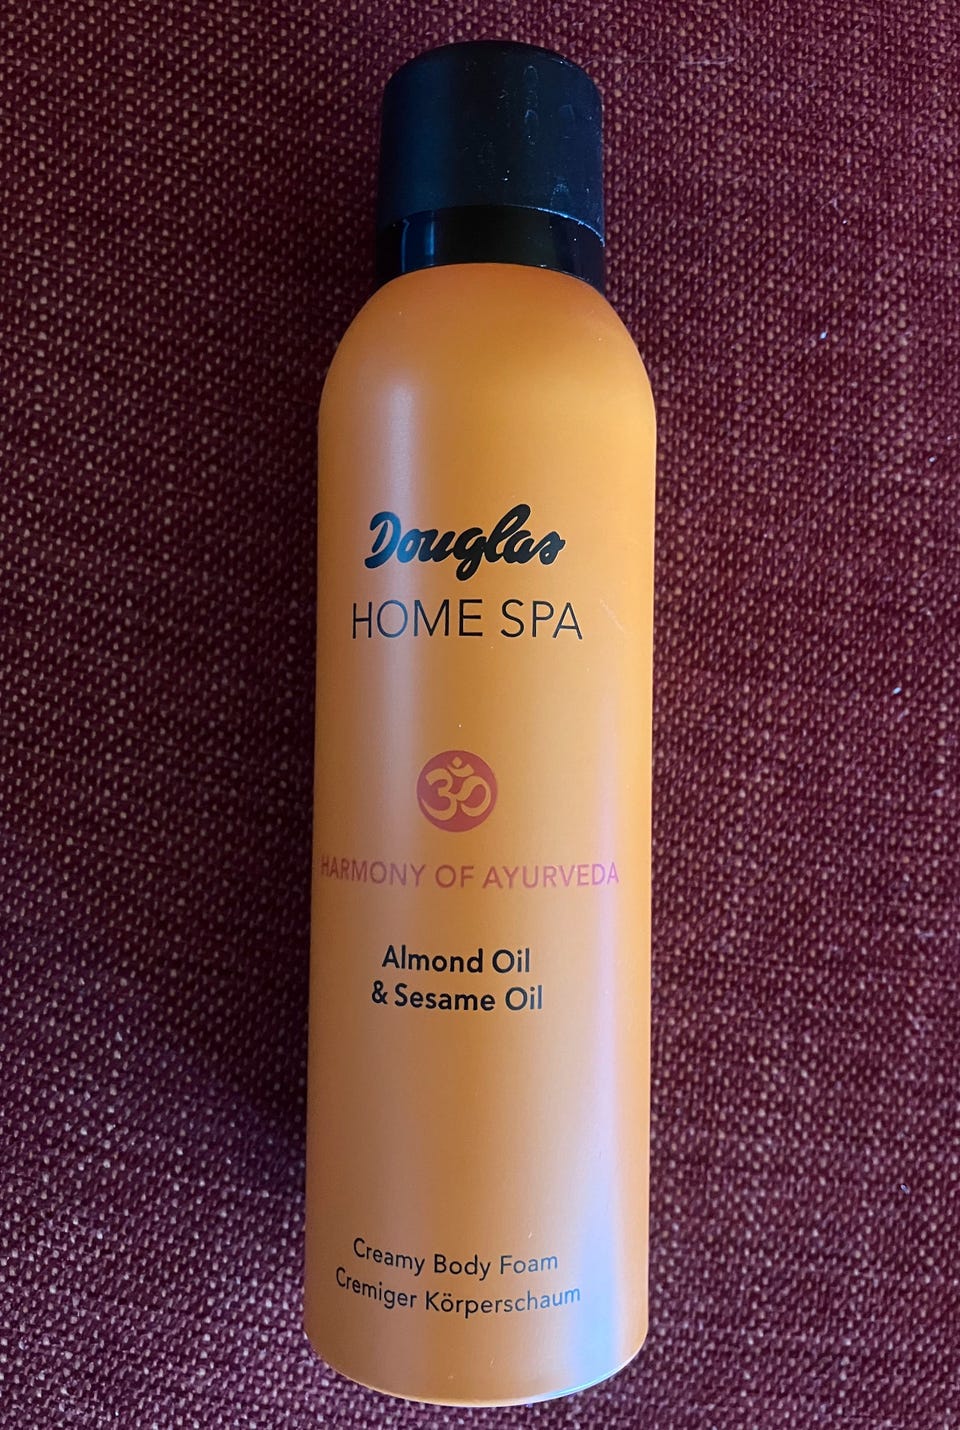 Douglas
HOME SPA
ॐ
HARMONY OF AYURVEDA
Almond Oil
& Sesame Oil
Creamy Body Foam
Cremiger Körperschaum